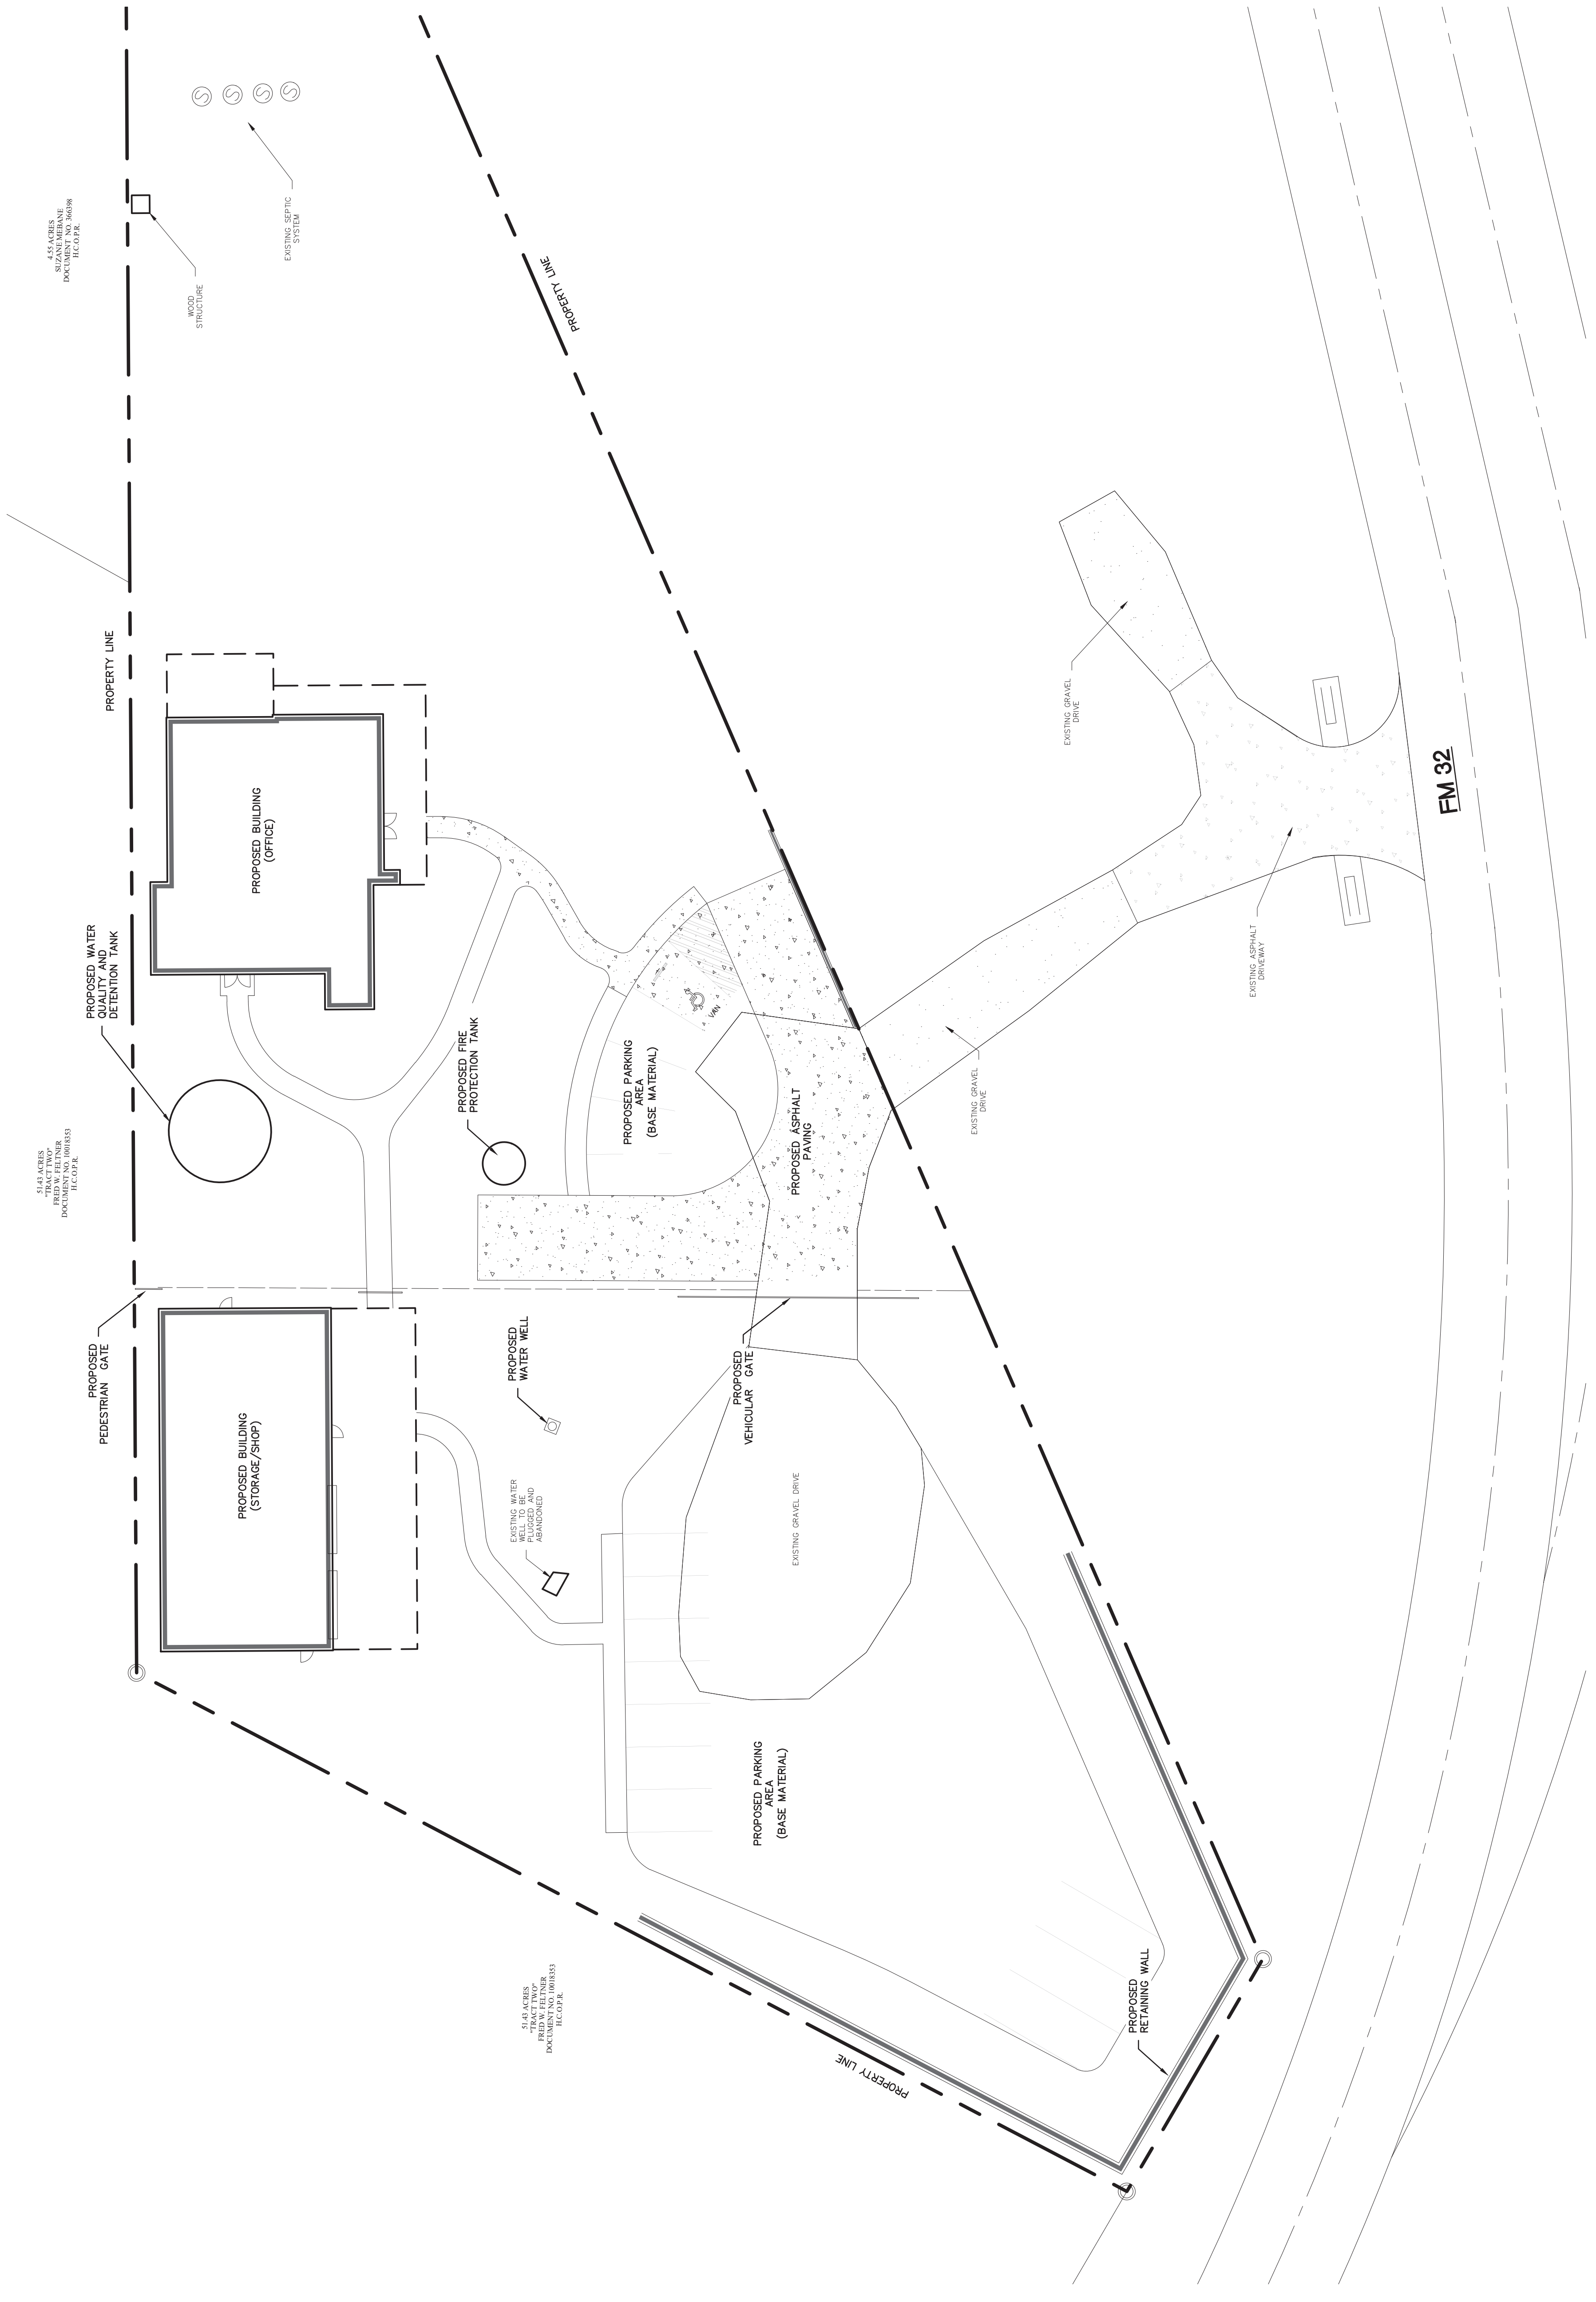 4.55 ACRES
SUZANE MEBANE
DOCUMENT NO. 366398
H.C.O.P.R.
WOOD
STRUCTURE
EXISTING SEPTIC
SYSTEM
S
S
S
S
PROPERTY LINE
PROPERTY LINE
PROPOSED BUILDING
(OFFICE)
PROPOSED WATER
QUALITY AND
DETENTION TANK
51.43 ACRES
"TRACT TWO"
FRED W. FELTNER
DOCUMENT NO. 10018353
H.C.O.P.R.
PROPOSED FIRE
PROTECTION TANK
PROPOSED PARKING
AREA
(BASE MATERIAL)
VAN
PROPOSED ASPHALT
PAVING
EXISTING GRAVEL
DRIVE
EXISTING GRAVEL
DRIVE
EXISTING ASPHALT
DRIVEWAY
FM 32
PROPOSED
PEDESTRIAN GATE
PROPOSED BUILDING
(STORAGE/SHOP)
PROPOSED
WATER WELL
EXISTING WATER
WELL TO BE
PLUGGED AND
ABANDONED
PROPOSED
VEHICULAR GATE
EXISTING GRAVEL DRIVE
PROPOSED PARKING
AREA
(BASE MATERIAL)
51.43 ACRES
"TRACT TWO"
FRED W. FELTNER
DOCUMENT NO. 10018353
H.C.O.P.R.
PROPERTY LINE
PROPOSED
RETAINING WALL